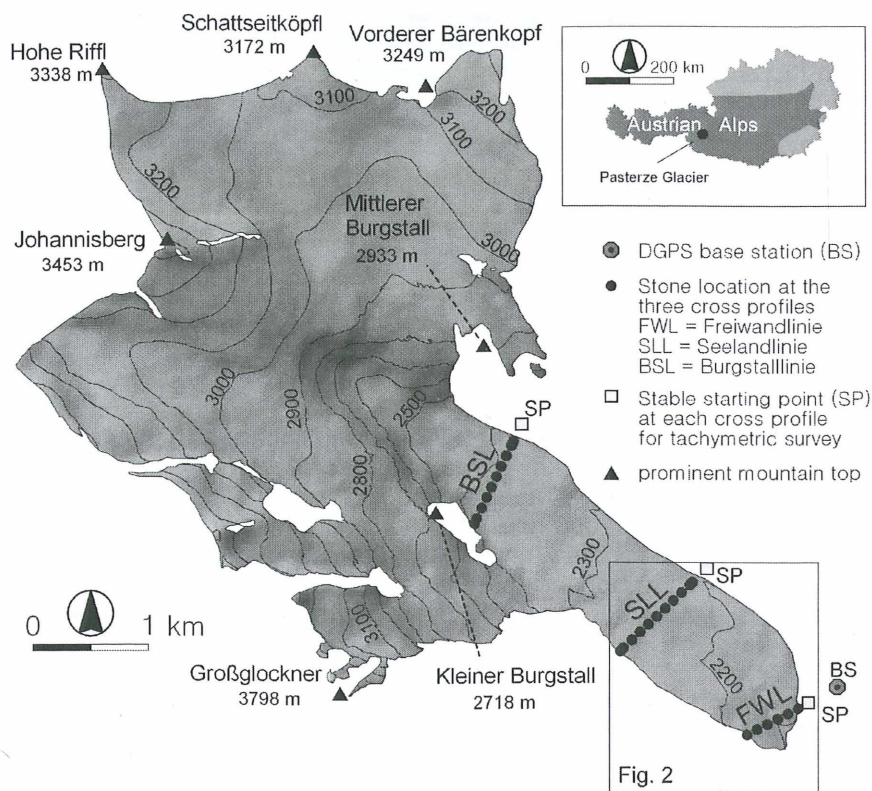 Hohe Riffl
3338 m
Schattseitköpfl
3172 m
Vorderer Bärenkopf
3249 m
0 200 km
Austrian Alps
Pasterze Glacier
3100
3200
3100
3200
3000
Mittlerer
Burgstall
2933 m
Johannisberg
3453 m
DGPS base station (BS)
Stone location at the
three cross profiles
FWL = Freiwandlinie
SLL = Seelandlinie
BSL = Burgstalllinie
Stable starting point (SP)
at each cross profile
for tachymetric survey
prominent mountain top
3000
2900
2500
SP
BSL
2800
2300
SP
SLL
0 1 km
3100
2200
BS
SP
FWL
Großglockner
3798 m
Kleiner Burgstall
2718 m
Fig. 2